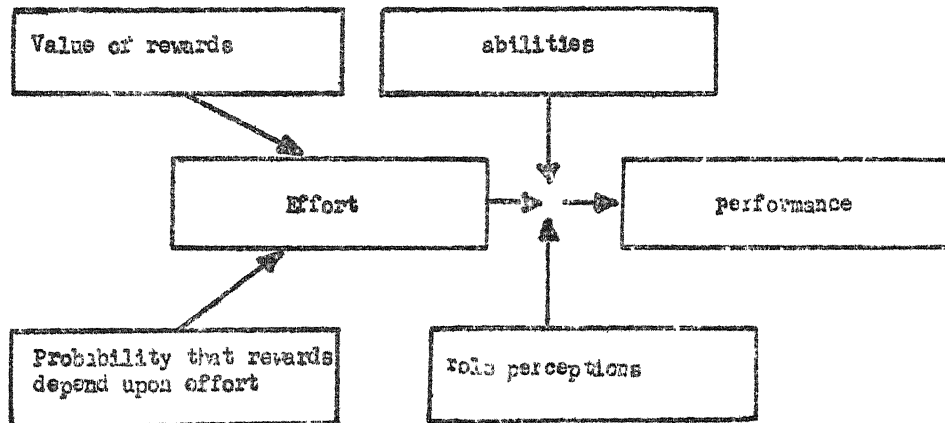 Value of rewards
abilities
Effort
performance
Probability that rewards
depend upon effort
role perceptions